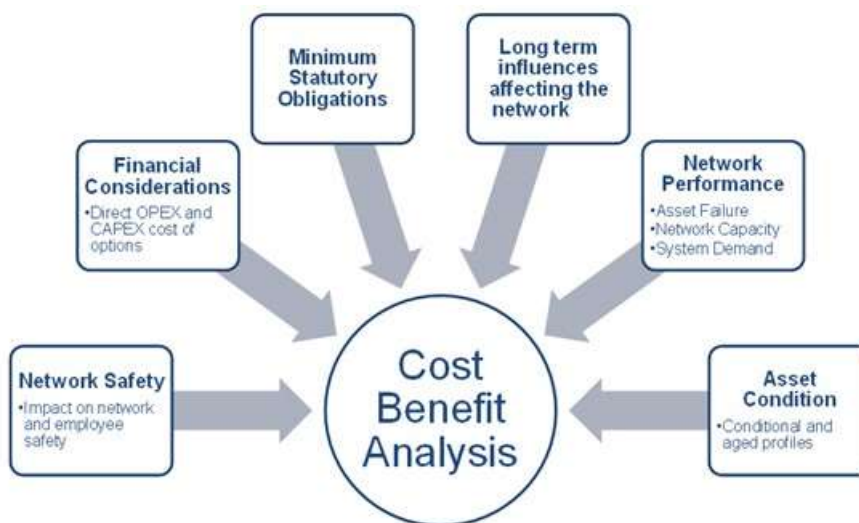 Minimum
Statutory
Obligations
Long term
influences
affecting the
network
Financial
Considerations
•Direct OPEX and
CAPEX cost of
options
Network
Performance
•Asset Failure
•Network Capacity
•System Demand
Network Safety
•Impact on network
and employee
safety
Cost
Benefit
Analysis
Asset
Condition
•Conditional and
aged profiles